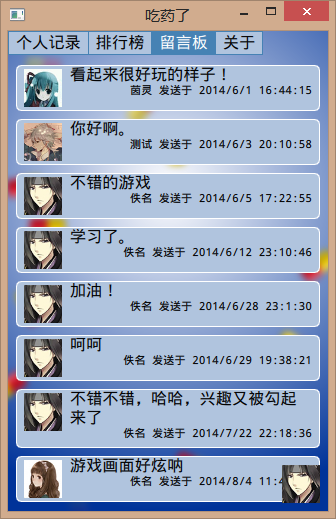 吃药了
个人记录 排行榜 留言板 关于
看起来很好玩的样子！
茵灵 发送于 2014/6/1 16:44:15
你好啊。
测试 发送于 2014/6/3 20:10:58
不错的游戏
佚名 发送于 2014/6/5 17:22:55
学习了。
佚名 发送于 2014/6/12 23:10:46
加油！
佚名 发送于 2014/6/28 23:1:30
呵呵
佚名 发送于 2014/6/29 19:38:21
不错不错，哈哈，兴趣又被勾起
来了
佚名 发送于 2014/7/22 22:18:36
游戏画面好炫呐
佚名 发送于 2014/8/4